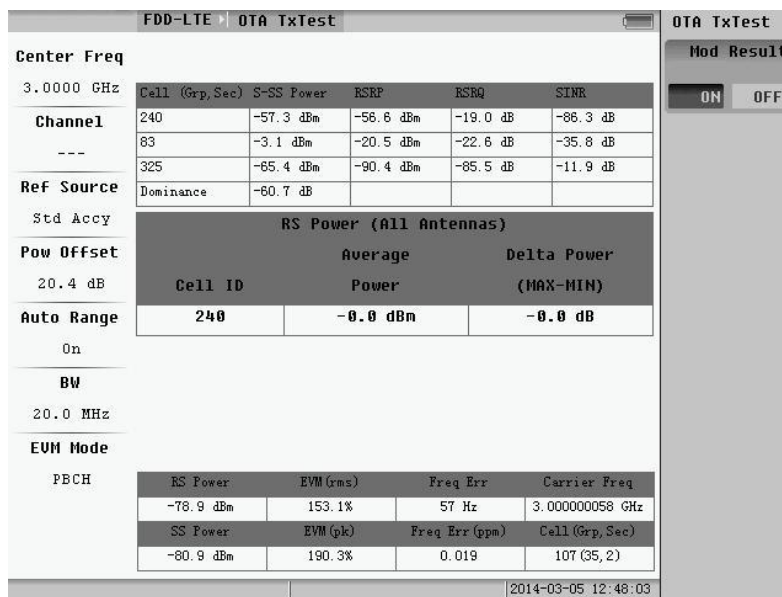 FDD-LTE OTA TxTest
OTA TxTest
Mod Result
ON OFF
Center Freq
3.0000 GHz
Channel
---
Ref Source
Std Accy
Pow Offset
20.4 dB
Auto Range
On
BW
20.0 MHz
EVM Mode
PBCH
Cell (Grp,Sec) S-SS Power RSRP RSRQ SINR
240 -57.3 dBm -56.6 dBm -19.0 dB -86.3 dB
83 -3.1 dBm -20.5 dBm -22.6 dB -35.8 dB
325 -65.4 dBm -90.4 dBm -85.5 dB -11.9 dB
Dominance -60.7 dB
RS Power (All Antennas)
Cell ID Average Power Delta Power (MAX-MIN)
240 -0.0 dBm -0.0 dB
RS Power EVM(rms) Freq Err Carrier Freq
-78.9 dBm 153.1% 57 Hz 3.000000058 GHz
SS Power EVM(pk) Freq Err(ppm) Cell(Grp,Sec)
-80.9 dBm 190.3% 0.019 107(35,2)
2014-03-05 12:48:03